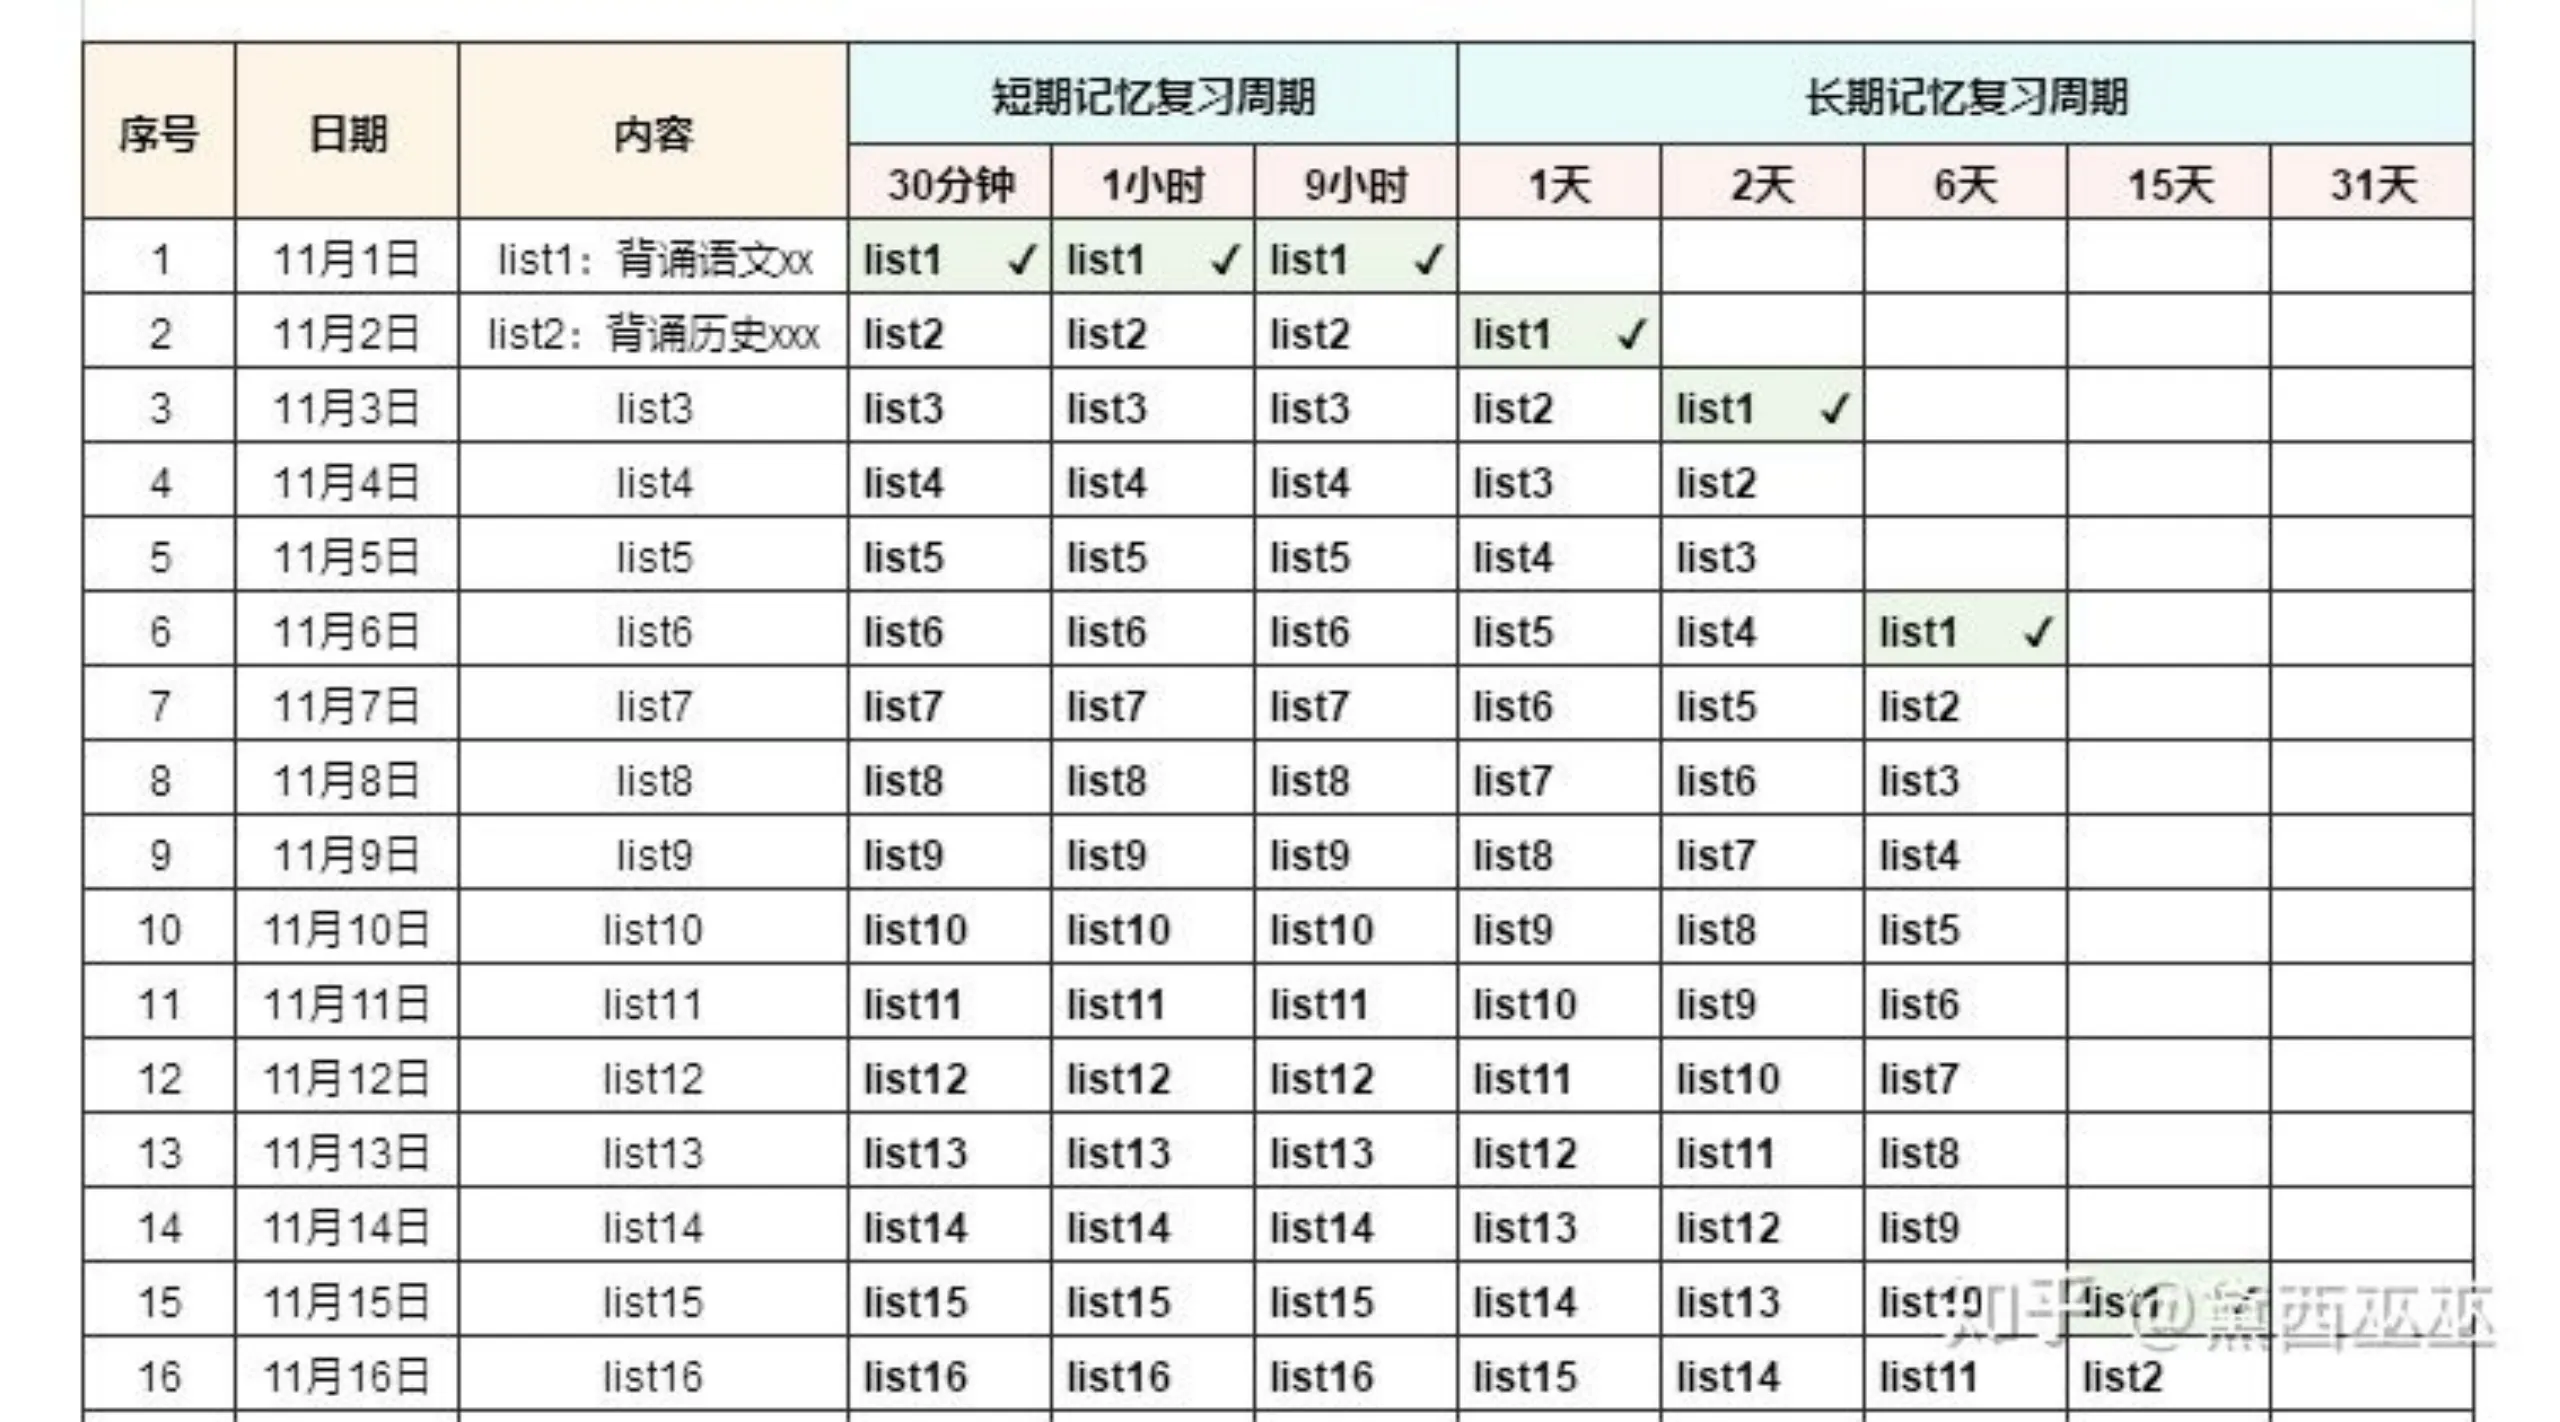 短期记忆复习周期 长期记忆复习周期
序号 日期 内容
30分钟 1小时 9小时 1天 2天 6天 15天 31天
1 11月1日 list1：背诵语文xx list1 ✓ list1 ✓ list1 ✓
2 11月2日 list2：背诵历史xxx list2 list2 list2 list1 ✓
3 11月3日 list3 list3 list3 list3 list2 list1 ✓
4 11月4日 list4 list4 list4 list4 list3 list2
5 11月5日 list5 list5 list5 list5 list4 list3
6 11月6日 list6 list6 list6 list6 list5 list4 list1 ✓
7 11月7日 list7 list7 list7 list7 list6 list5 list2
8 11月8日 list8 list8 list8 list8 list7 list6 list3
9 11月9日 list9 list9 list9 list9 list8 list7 list4
10 11月10日 list10 list10 list10 list10 list9 list8 list5
11 11月11日 list11 list11 list11 list11 list10 list9 list6
12 11月12日 list12 list12 list12 list12 list11 list10 list7
13 11月13日 list13 list13 list13 list13 list12 list11 list8
14 11月14日 list14 list14 list14 list14 list13 list12 list9
15 11月15日 list15 list15 list15 list15 list14 list13 list10 list1 ✓
16 11月16日 list16 list16 list16 list16 list15 list14 list11 list2
知乎 @黛西巫巫